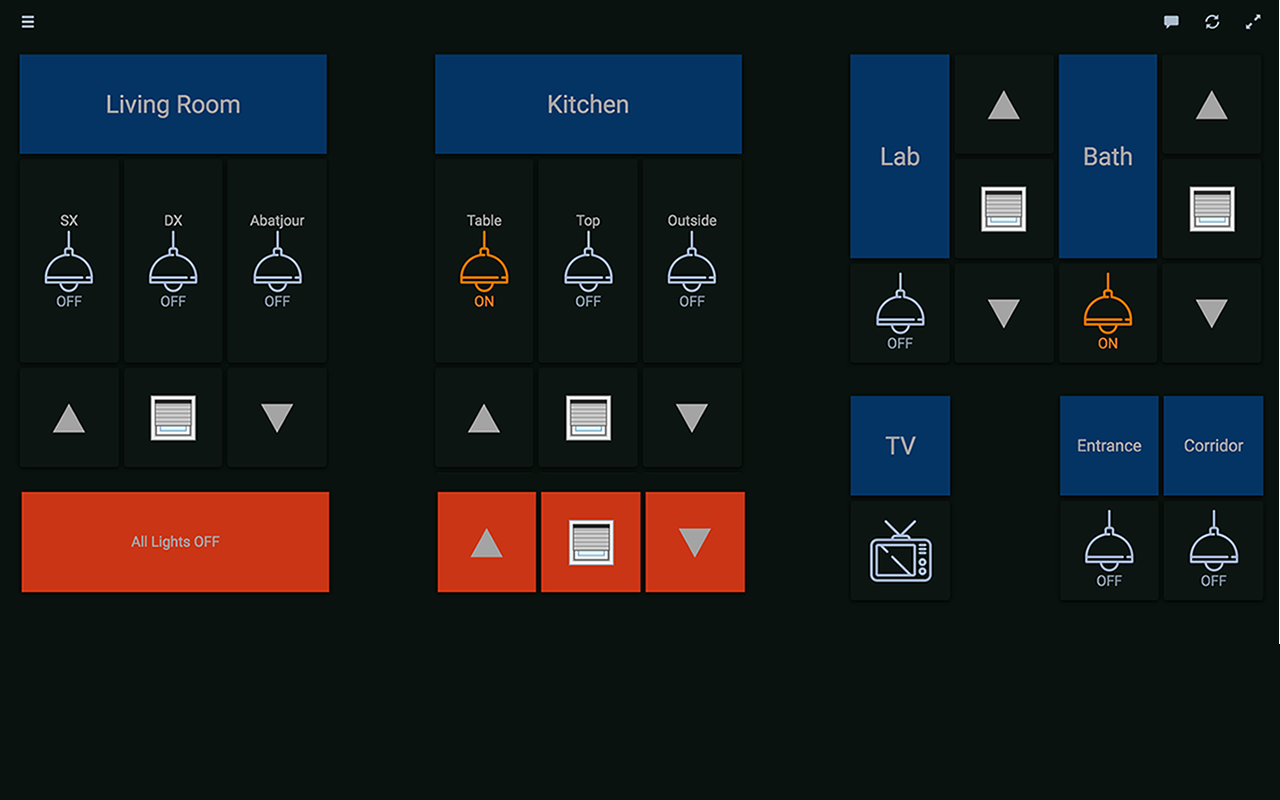 Living Room
SX
OFF
DX
OFF
Abatjour
OFF
All Lights OFF
Kitchen
Table
ON
Top
OFF
Outside
OFF
Lab
OFF
Bath
ON
TV
Entrance
OFF
Corridor
OFF